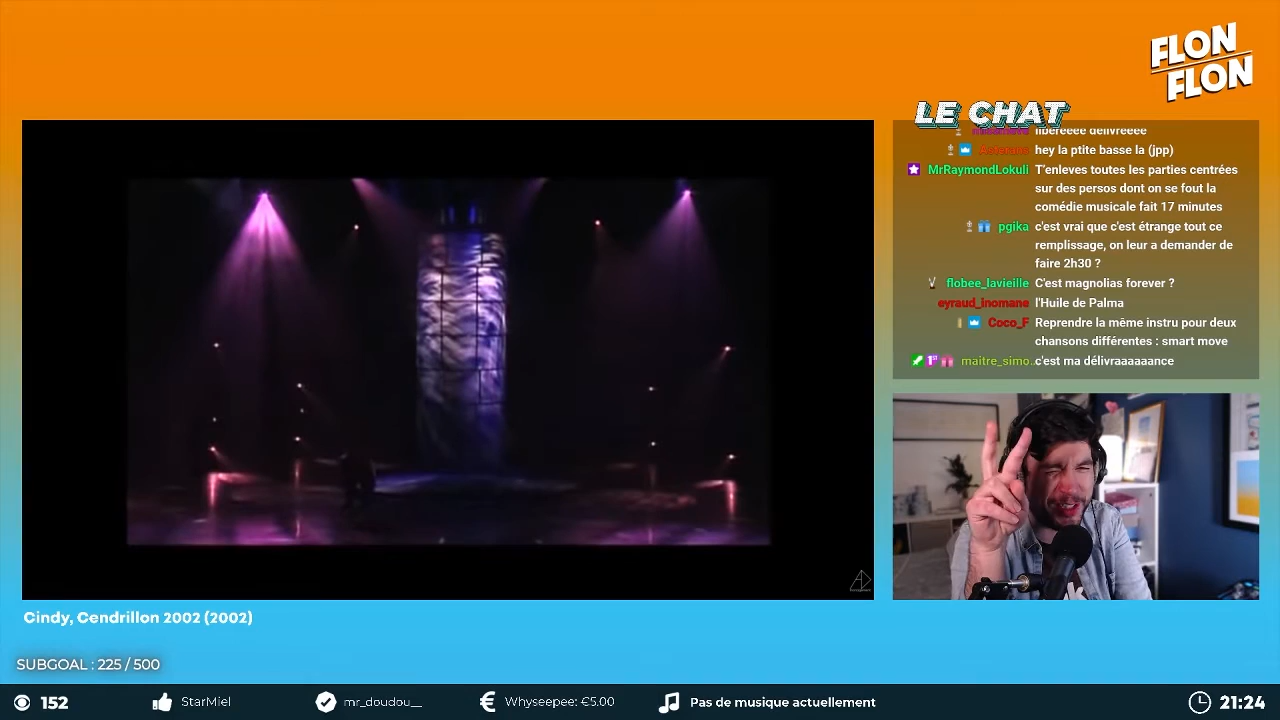 FLON
FLON
LE CHAT
libéréééé délivréééé
hey la ptite basse la (jpp)
MrRaymondLokuli T'enleves toutes les parties centrées
sur des persos dont on se fout la
comédie musicale fait 17 minutes
pgika c'est vrai que c'est étrange tout ce
remplissage, on leur a demander de
faire 2h30 ?
flobee_lavieille C'est magnolias forever ?
eyraud_inomane l'Huile de Palma
Coco_F Reprendre la même instru pour deux
chansons différentes : smart move
maitre_simo... c'est ma délivraaaaaance
Cindy, Cendrillon 2002 (2002)
SUBGOAL : 225 / 500
152 StarMiel mr_doudou__ € Whyseepee: €5.00 Pas de musique actuellement 21:24